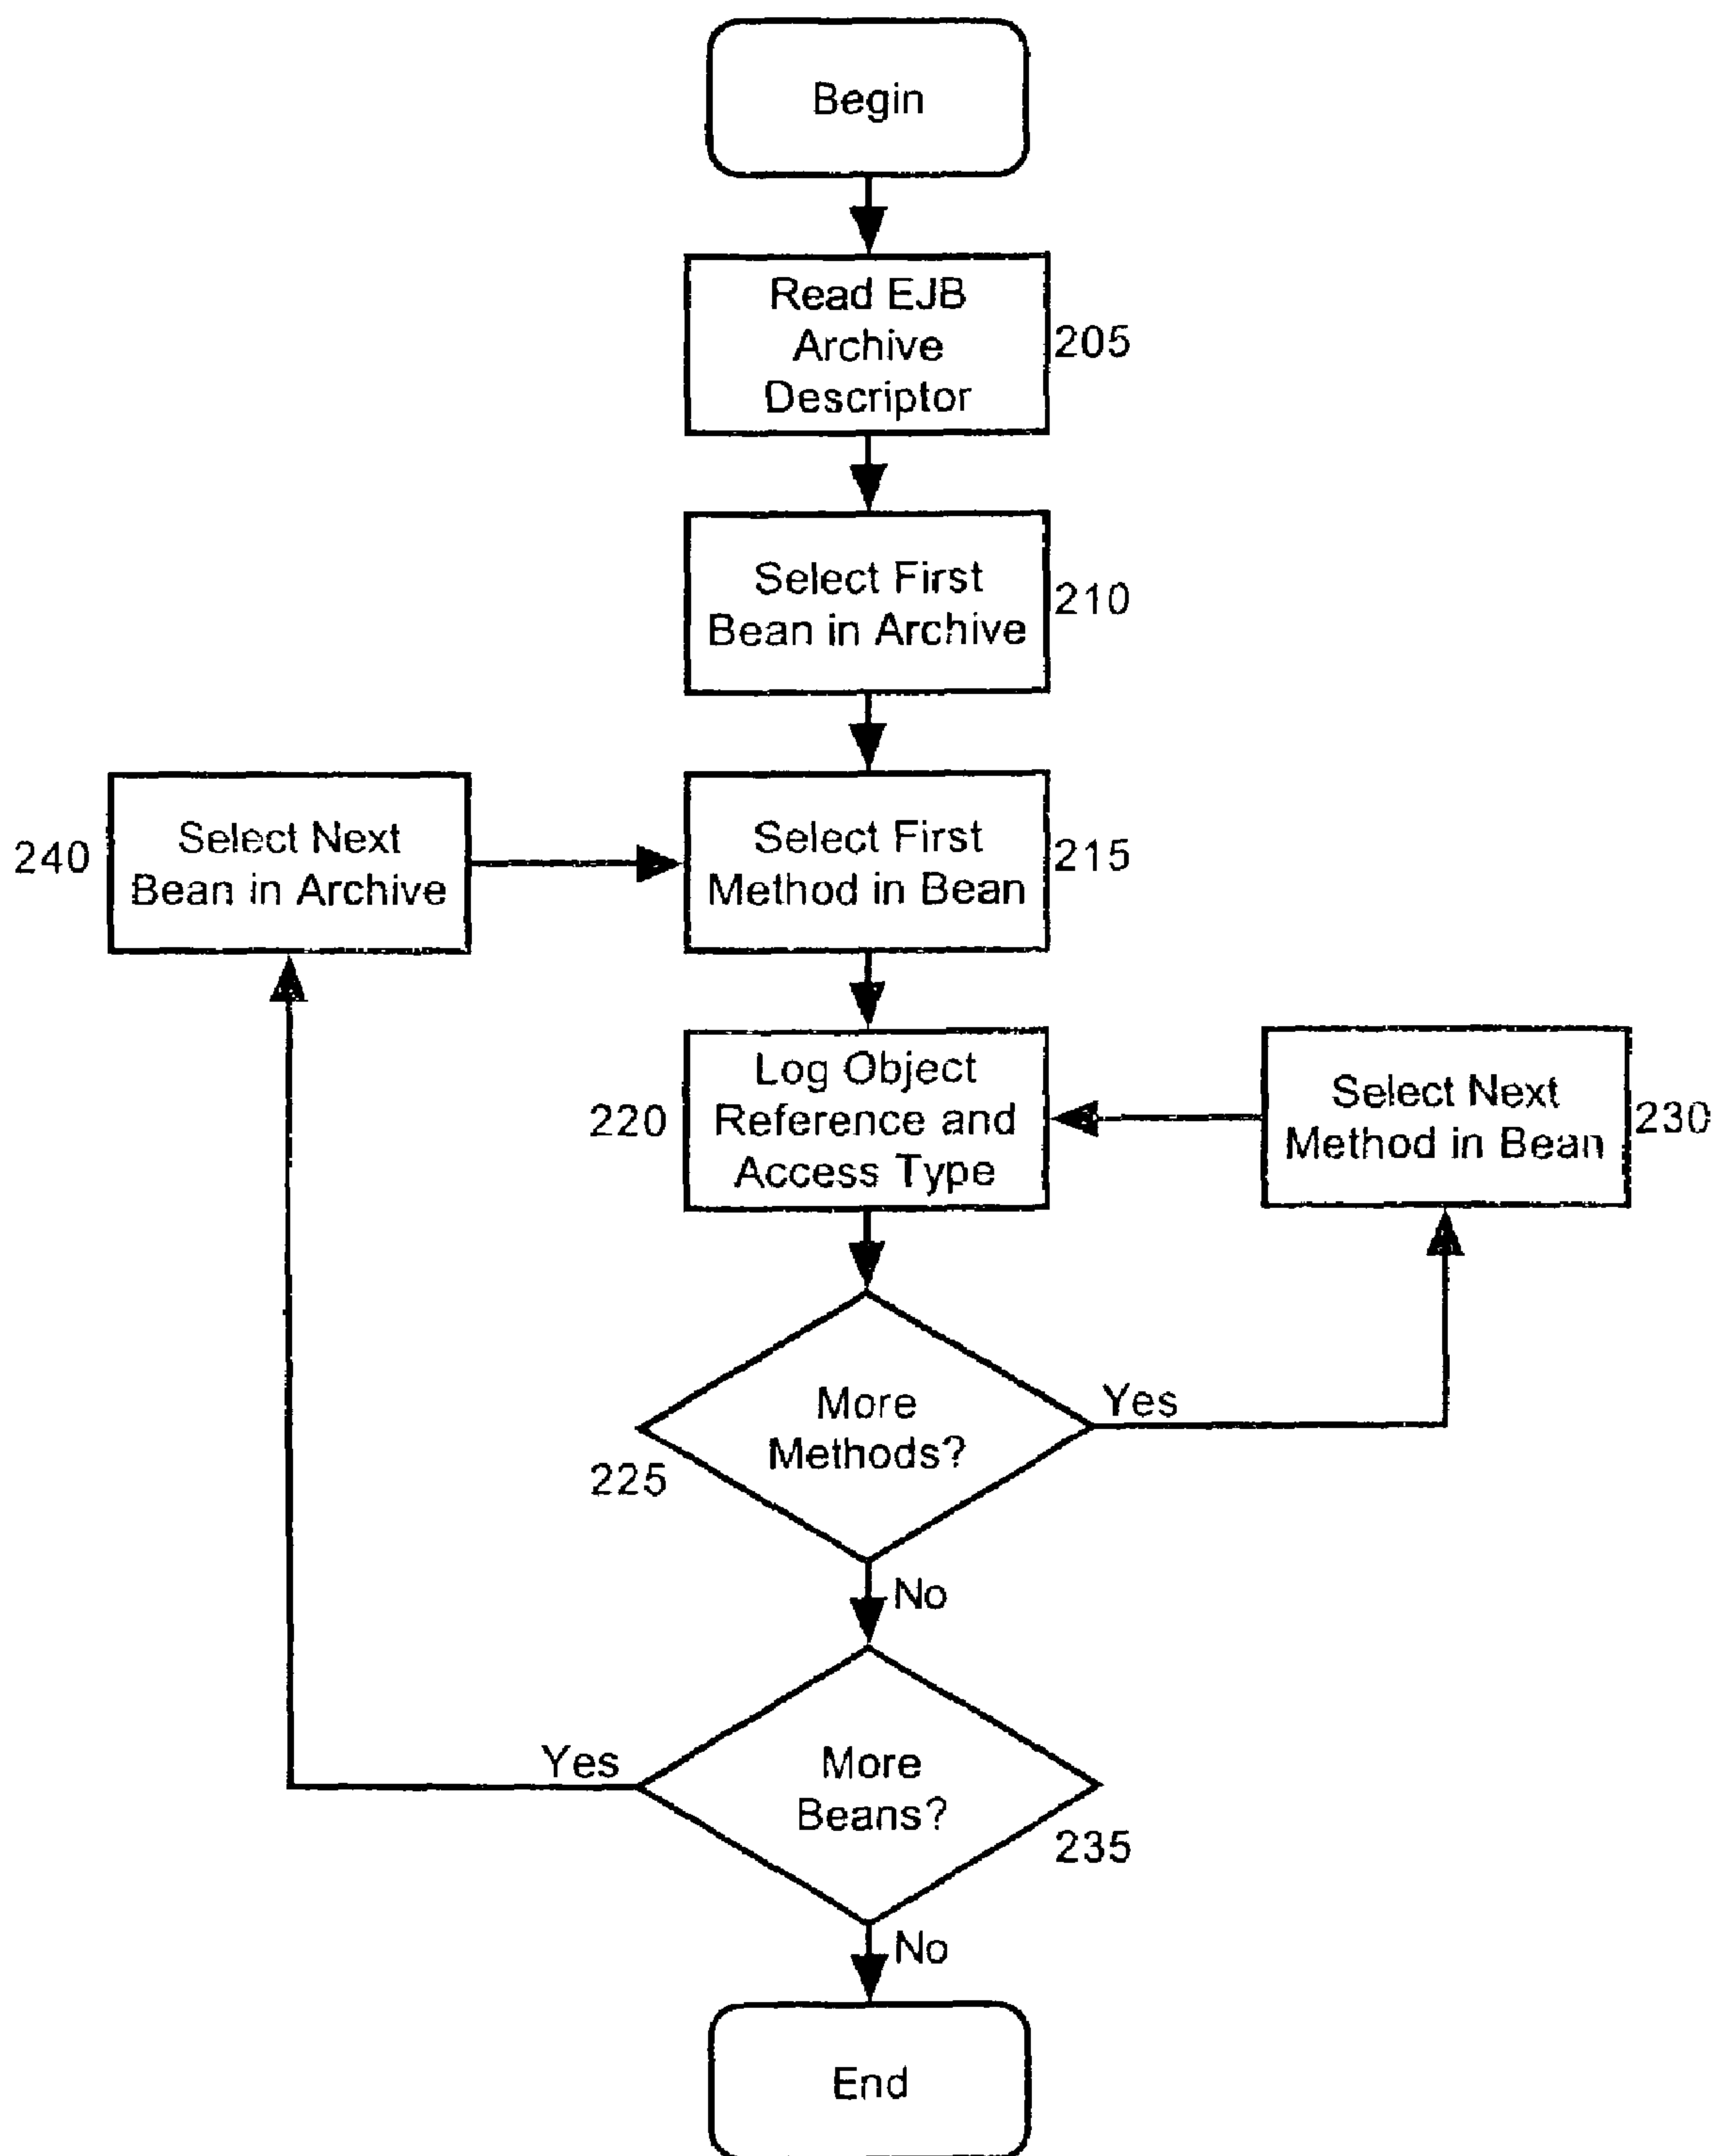 Begin
Read EJB
Archive
Descriptor
205
Select First
Bean in Archive
210
240
Select Next
Bean in Archive
Select First
Method in Bean
215
220
Log Object
Reference and
Access Type
Select Next
Method in Bean
230
More
Methods?
Yes
225
No
Yes
More
Beans?
235
No
End